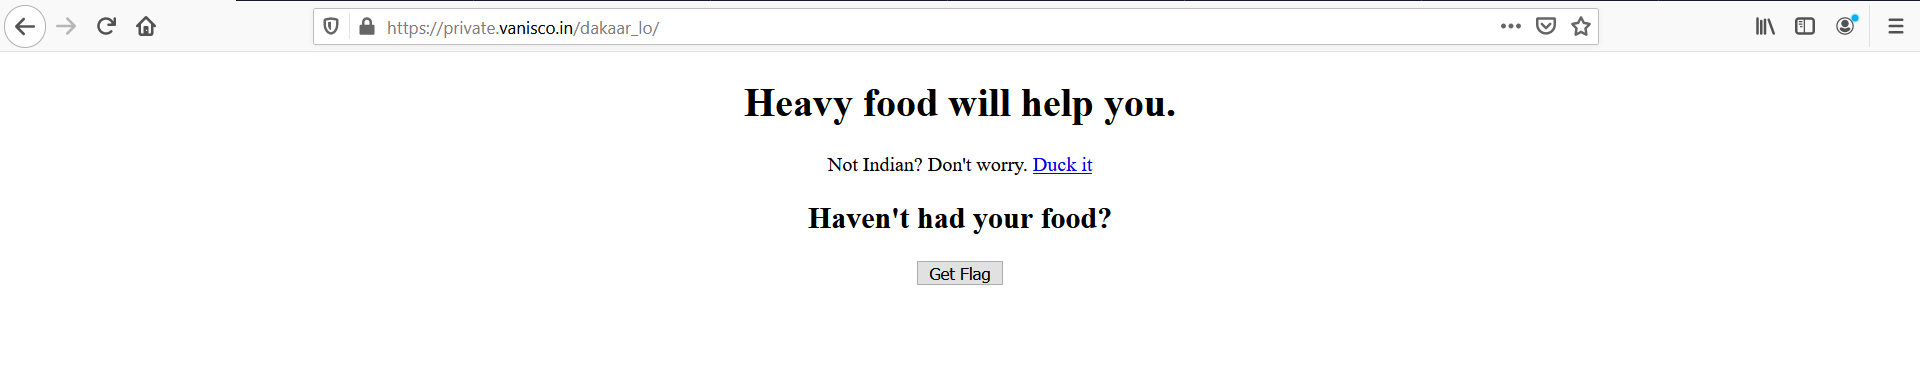 https://private.vanisco.in/dakaar_lo/
Heavy food will help you.
Not Indian? Don't worry. Duck it
Haven't had your food?
Get Flag